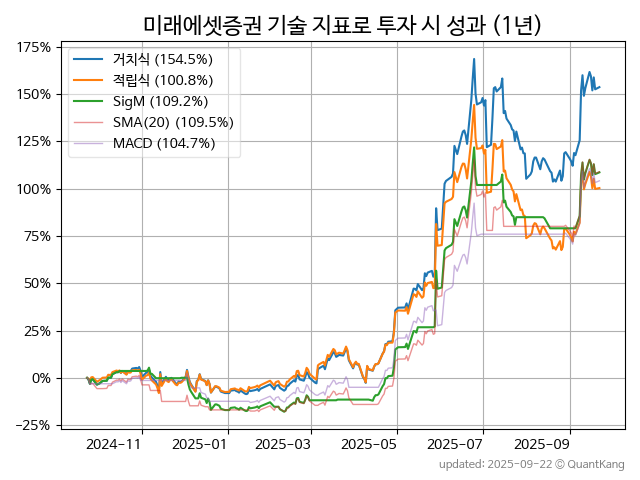 미래에셋증권 기술 지표로 투자 시 성과 (1년)
175%
150%
125%
100%
75%
50%
25%
0%
−25%
거치식 (154.5%)
적립식 (100.8%)
SigM (109.2%)
SMA(20) (109.5%)
MACD (104.7%)
2024-11
2025-01
2025-03
2025-05
2025-07
2025-09
updated: 2025-09-22 © QuantKang